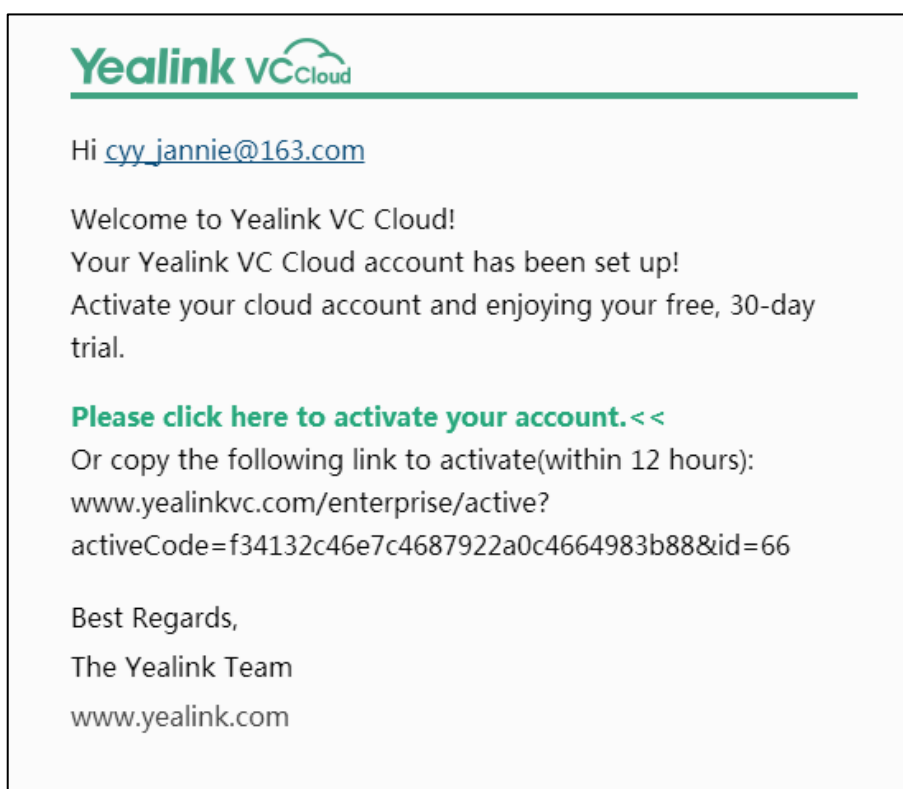 Yealink VCCloud
Hi cyy_jannie@163.com
Welcome to Yealink VC Cloud!
Your Yealink VC Cloud account has been set up!
Activate your cloud account and enjoying your free, 30-day
trial.
Please click here to activate your account.<<
Or copy the following link to activate(within 12 hours):
www.yealinkvc.com/enterprise/active?
activeCode=f34132c46e7c4687922a0c4664983b88&id=66
Best Regards,
The Yealink Team
www.yealink.com